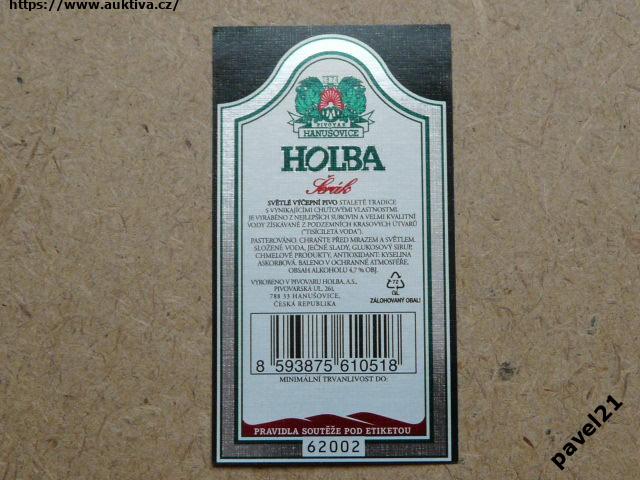 https://www.auktiva.cz/
PIVOVAR
HANUŠOVICE
HOLBA
Šerák
SVĚTLÉ VÝČEPNÍ PIVO STALETÉ TRADICE
S VYNIKAJÍCÍMI CHUŤOVÝMI VLASTNOSTMI.
JE VYRÁBĚNO Z NEJLEPŠÍCH SUROVIN A VELMI KVALITNÍ
VODY ZÍSKÁVANÉ Z PODZEMNÍCH KRASOVÝCH ÚTVARŮ
("TISÍCILETÁ VODA").
PASTEROVÁNO. CHRAŇTE PŘED MRAZEM A SVĚTLEM.
SLOŽENÍ: VODA, JEČNÉ SLADY, GLUKOSOVÝ SIRUP,
CHMELOVÉ PRODUKTY, ANTIOXIDANT: KYSELINA
ASKORBOVÁ. BALENO V OCHRANNÉ ATMOSFÉŘE.
OBSAH ALKOHOLU 4,7 % OBJ.
VYROBENO V PIVOVARU HOLBA, A.S.,
PIVOVARSKÁ UL. 261,
788 33 HANUŠOVICE,
ČESKÁ REPUBLIKA
72
GL
ZÁLOHOVANÝ OBAL!
8 593875 610518
MINIMÁLNÍ TRVANLIVOST DO:
PRAVIDLA SOUTĚŽE POD ETIKETOU
62002
pavel21